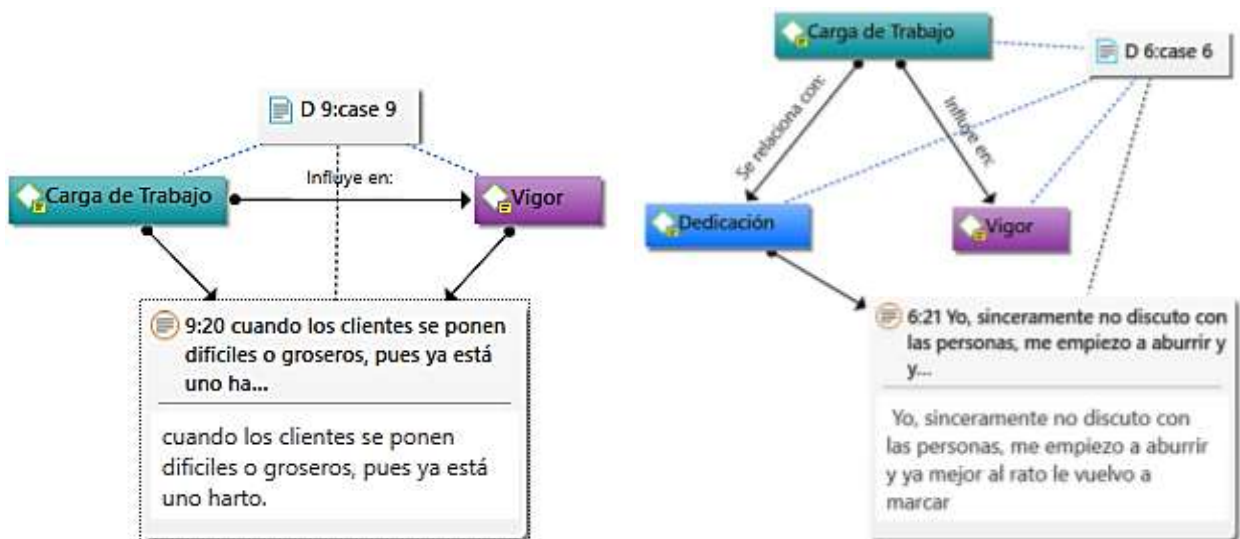 D 9:case 9
Carga de Trabajo
Influye en:
Vigor
9:20 cuando los clientes se ponen
dificiles o groseros, pues ya está
uno ha...
cuando los clientes se ponen
dificiles o groseros, pues ya está
uno harto.
Carga de Trabajo
D 6:case 6
Se relaciona con:
Influye en:
Dedicación
Vigor
6:21 Yo, sinceramente no discuto con
las personas, me empiezo a aburrir y
y...
Yo, sinceramente no discuto con
las personas, me empiezo a aburrir
y ya mejor al rato le vuelvo a
marcar